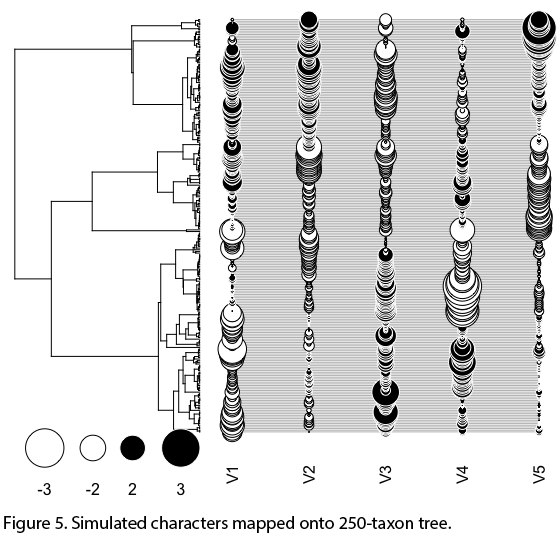 -3 -2 2 3
V1 V2 V3 V4 V5
Figure 5. Simulated characters mapped onto 250-taxon tree.